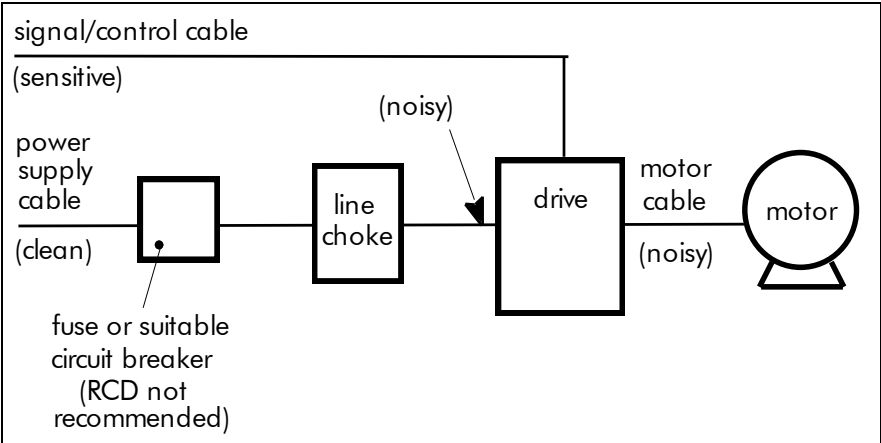 signal/control cable
(sensitive)
(noisy)
power
supply
cable
(clean)
line
choke
drive
motor
cable
(noisy)
motor
fuse or suitable
circuit breaker
(RCD not
recommended)